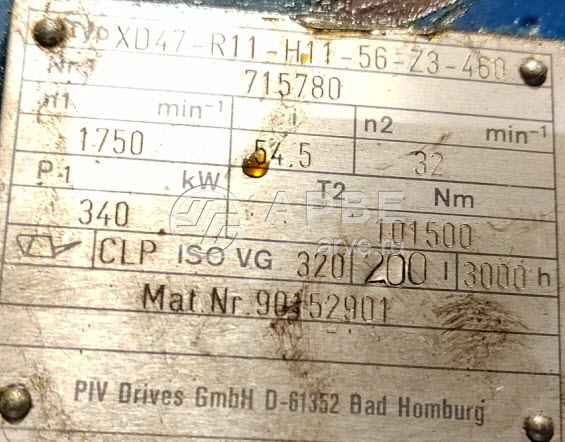 Typ XD47-R11-H11-56-Z3-460
Nr. 715780
n1 min⁻¹ i n2 min⁻¹
1750 54.5 32
P1 kW T2 Nm
340 101500
CLP ISO VG 320 200 l 3000 h
Mat.Nr. 90152901
PIV Drives GmbH D-61352 Bad Homburg
АРВЕ